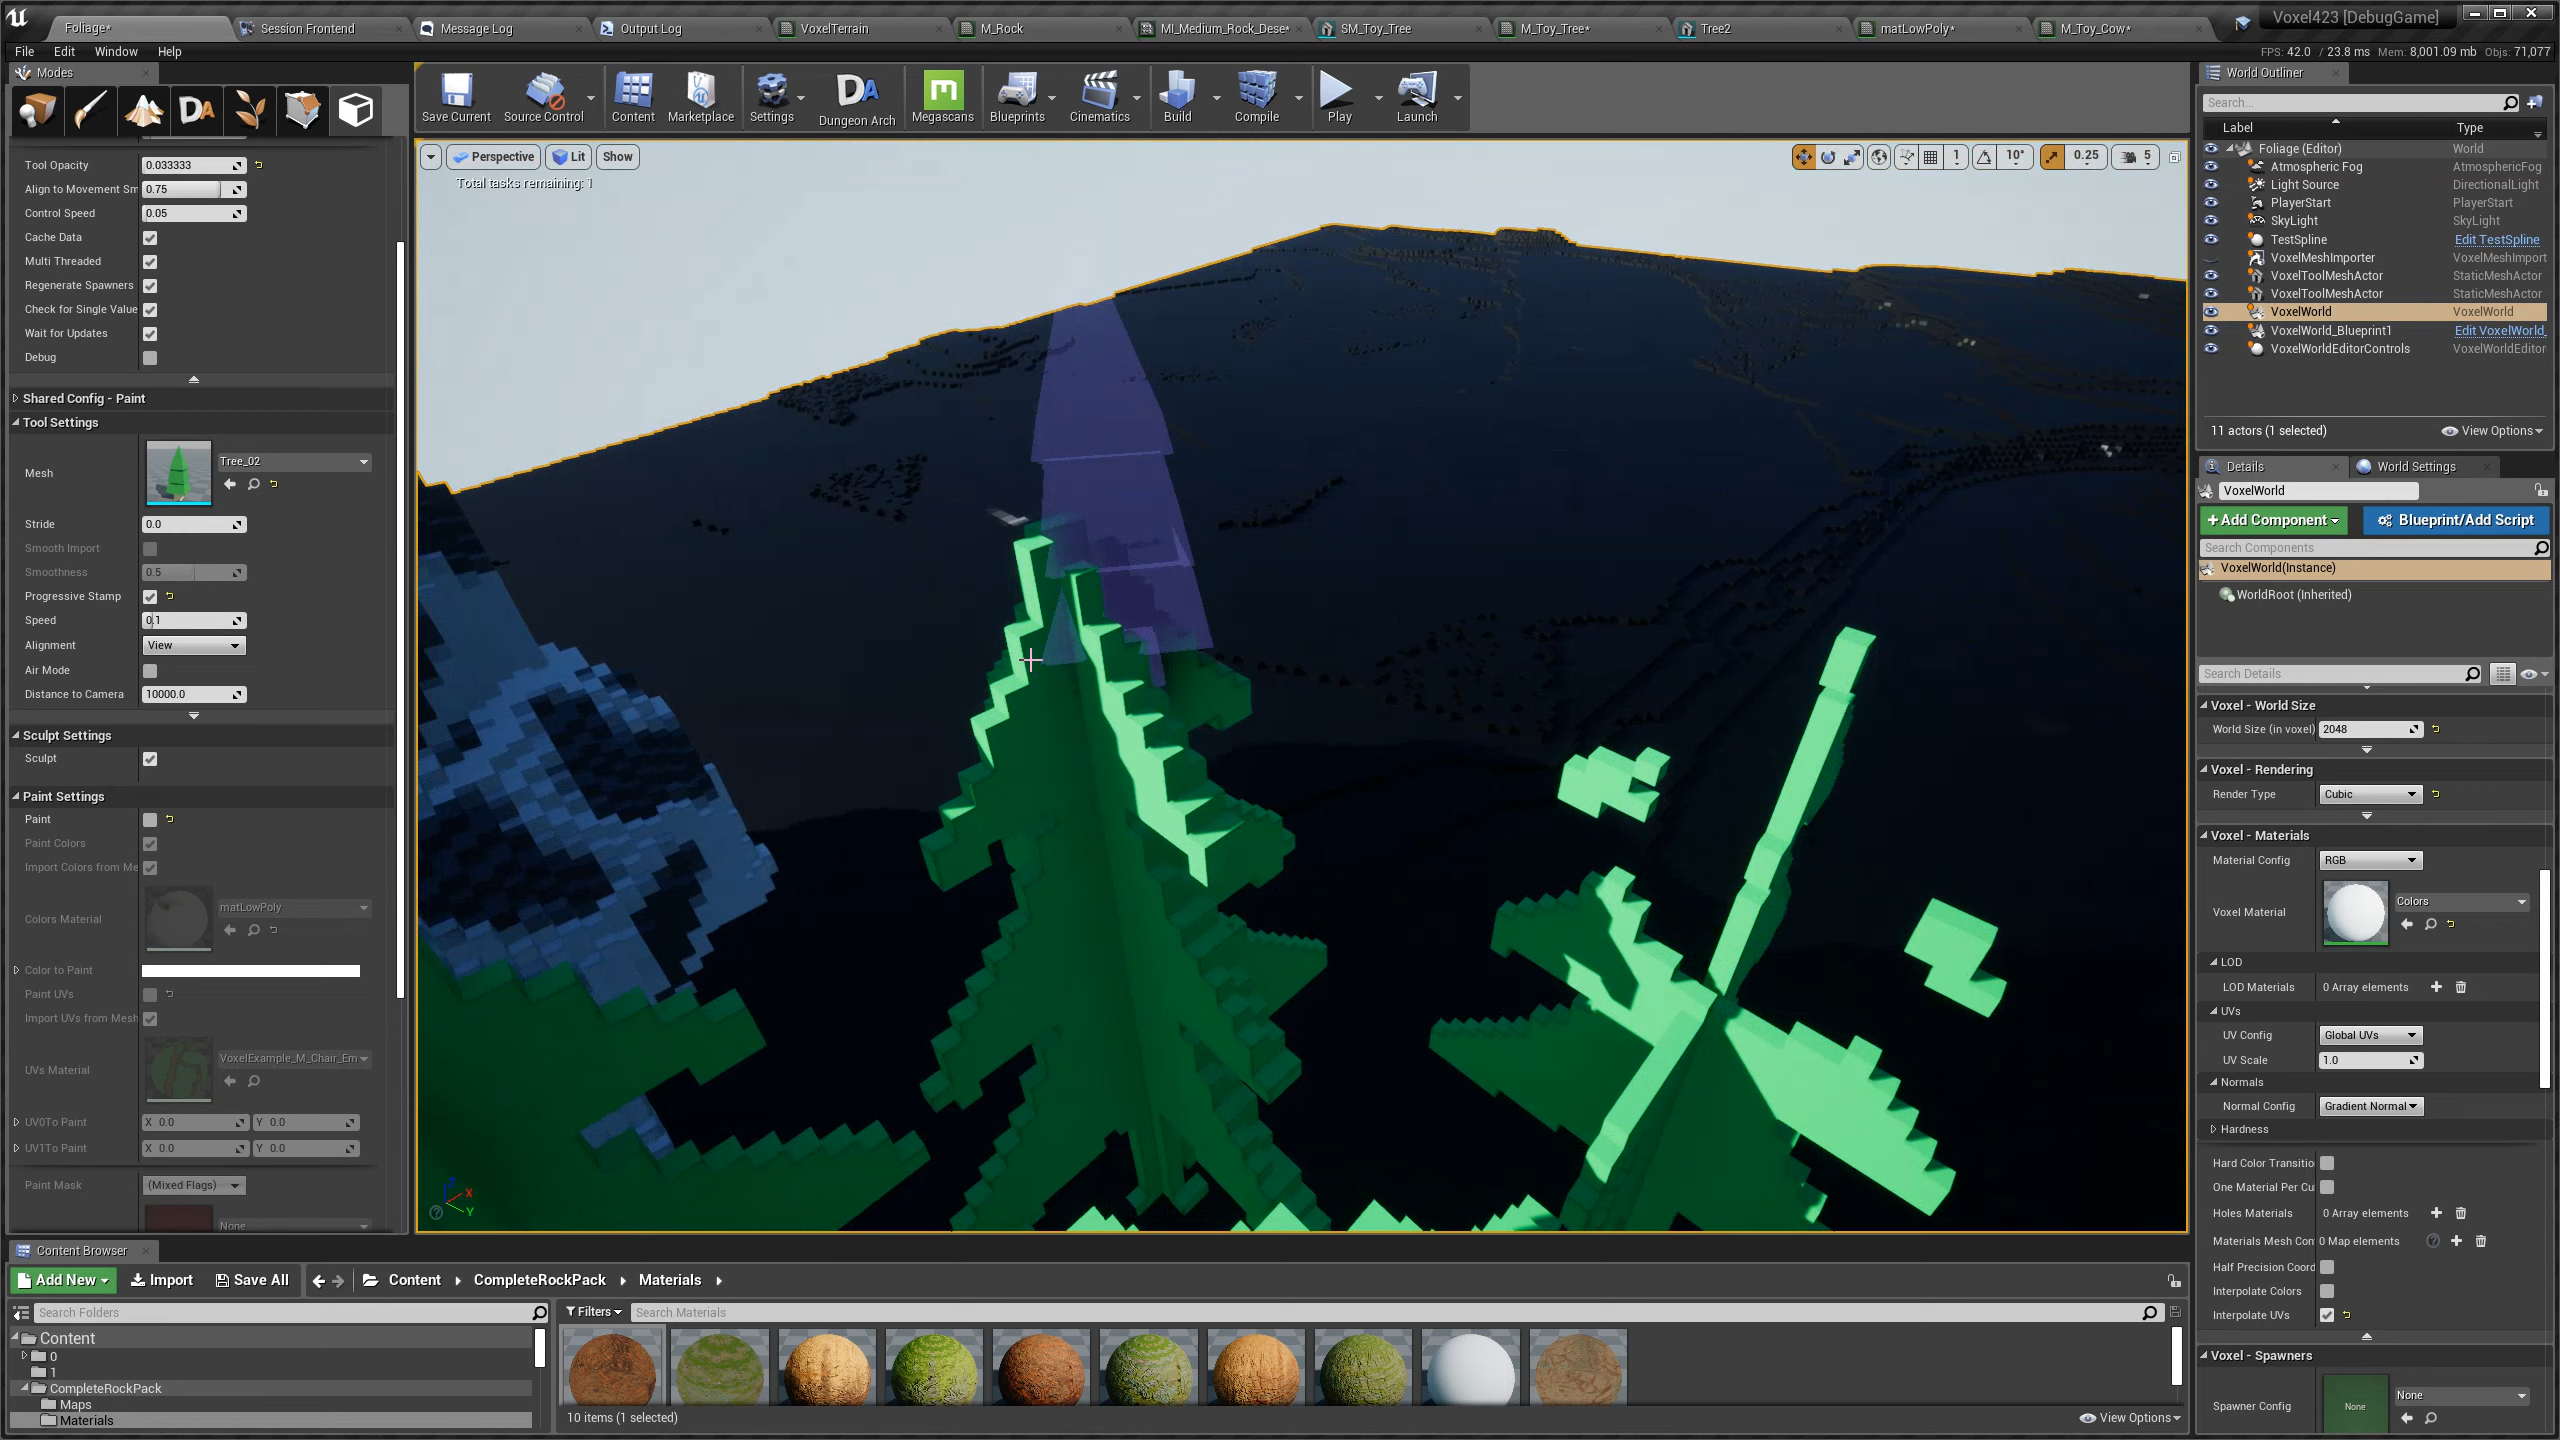 Foliage*
Session Frontend
Message Log
Output Log
VoxelTerrain
M_Rock
MI_Medium_Rock_Dese*
SM_Toy_Tree
M_Toy_Tree*
Tree2
matLowPoly*
M_Toy_Cow*
Voxel423 [DebugGame]
File Edit Window Help
FPS: 42.0 / 23.8 ms Mem: 8,001.09 mb Objs: 71,077
Modes
Save Current
Source Control
Content
Marketplace
Settings
DA
Dungeon Arch
Megascans
Blueprints
Cinematics
Build
Compile
Play
Launch
Tool Opacity 0.033333
Align to Movement Sm 0.75
Control Speed 0.05
Cache Data
Multi Threaded
Regenerate Spawners
Check for Single Value
Wait for Updates
Debug
Shared Config - Paint
Tool Settings
Mesh Tree_02
Stride 0.0
Smooth Import
Smoothness 0.5
Progressive Stamp
Speed 0.1
Alignment View
Air Mode
Distance to Camera 10000.0
Sculpt Settings
Sculpt
Paint Settings
Paint
Paint Colors
Import Colors from Me
Colors Material matLowPoly
Color to Paint
Paint UVs
Import UVs from Mesh
UVs Material VoxelExample_M_Chair_Em
UV0To Paint X 0.0 Y 0.0
UV1To Paint X 0.0 Y 0.0
Paint Mask (Mixed Flags)
None
Perspective Lit Show
Total tasks remaining: 1
1 10° 0.25 5
X
Y
Z
World Outliner
Search...
Label Type
Foliage (Editor) World
Atmospheric Fog AtmosphericFog
Light Source DirectionalLight
PlayerStart PlayerStart
SkyLight SkyLight
TestSpline Edit TestSpline
VoxelMeshImporter VoxelMeshImport
VoxelToolMeshActor StaticMeshActor
VoxelToolMeshActor StaticMeshActor
VoxelWorld VoxelWorld
VoxelWorld_Blueprint1 Edit VoxelWorld_
VoxelWorldEditorControls VoxelWorldEditor
11 actors (1 selected) View Options
Details World Settings
VoxelWorld
+Add Component Blueprint/Add Script
Search Components
VoxelWorld(Instance)
WorldRoot (Inherited)
Search Details
Voxel - World Size
World Size (in voxel) 2048
Voxel - Rendering
Render Type Cubic
Voxel - Materials
Material Config RGB
Voxel Material Colors
LOD
LOD Materials 0 Array elements
UVs
UV Config Global UVs
UV Scale 1.0
Normals
Normal Config Gradient Normal
Hardness
Hard Color Transitio
One Material Per Cu
Holes Materials 0 Array elements
Materials Mesh Con 0 Map elements
Half Precision Coord
Interpolate Colors
Interpolate UVs
Voxel - Spawners
Spawner Config None None
Content Browser
Add New Import Save All Content CompleteRockPack Materials
Search Folders
Filters Search Materials
Content
0
1
CompleteRockPack
Maps
Materials
10 items (1 selected)
View Options